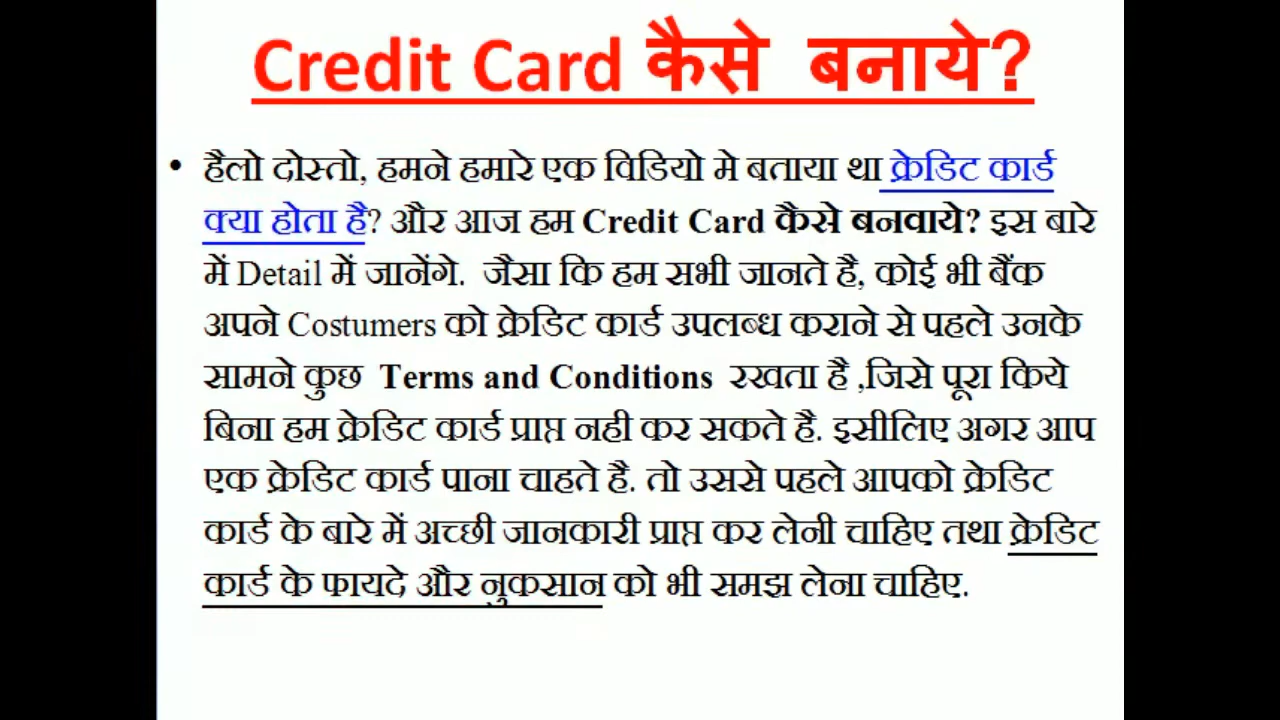 Credit Card कैसे बनाये?
• हैलो दोस्तो, हमने हमारे एक विडियो मे बताया था क्रेडिट कार्ड
क्या होता है? और आज हम Credit Card कैसे बनवाये? इस बारे
में Detail में जानेंगे. जैसा कि हम सभी जानते है, कोई भी बैंक
अपने Costumers को क्रेडिट कार्ड उपलब्ध कराने से पहले उनके
सामने कुछ Terms and Conditions रखता है ,जिसे पूरा किये
बिना हम क्रेडिट कार्ड प्राप्त नही कर सकते है. इसीलिए अगर आप
एक क्रेडिट कार्ड पाना चाहते है. तो उससे पहले आपको क्रेडिट
कार्ड के बारे में अच्छी जानकारी प्राप्त कर लेनी चाहिए तथा क्रेडिट
कार्ड के फायदे और नुकसान को भी समझ लेना चाहिए.